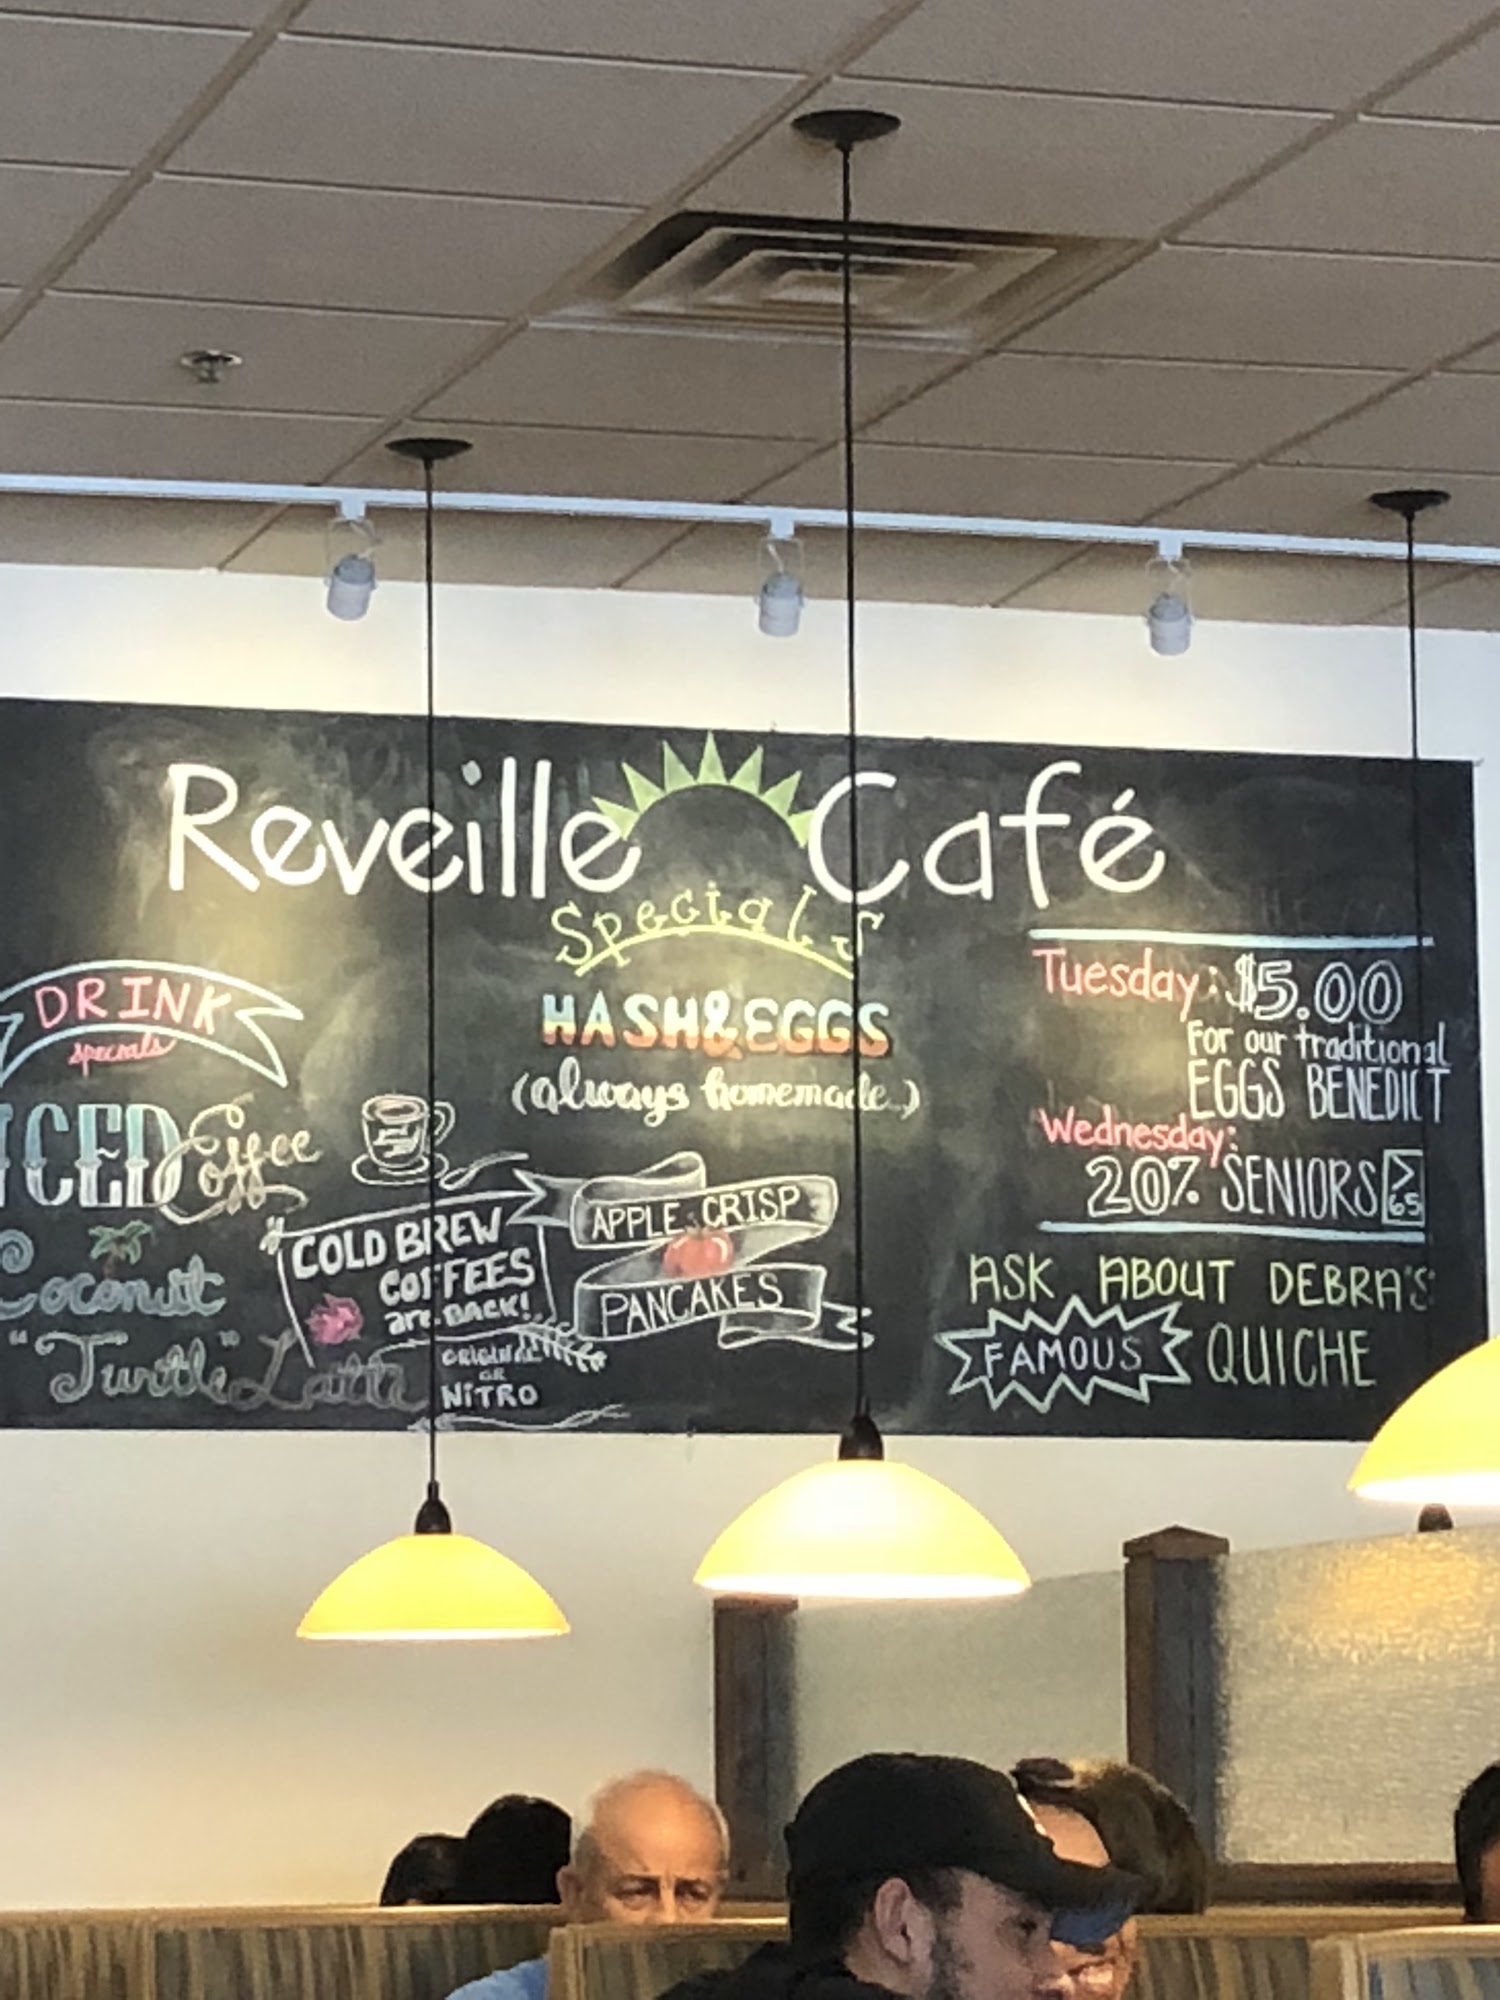 Reveille Café
Specials
DRINK
specials
ICED Coffee
Coconut
"Turtle" Latte
"COLD BREW
COFFEES
are BACK!
ORIGINAL
OR
NITRO
HASH & EGGS
(always homemade)
APPLE CRISP
PANCAKES
Tuesday: $5.00
For our traditional
EGGS BENEDICT
Wednesday:
20% SENIORS >
65
ASK ABOUT DEBRA'S
FAMOUS QUICHE